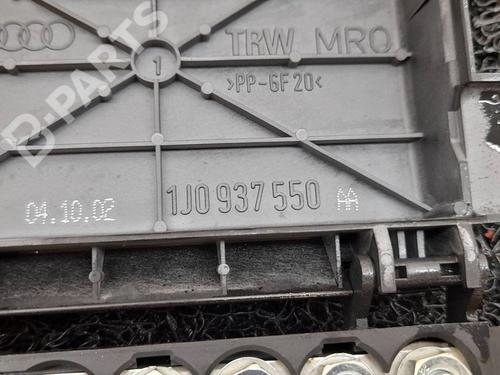 TRW MRO
1
>PP-GF20<
B-PARTS
04.10.02
1J0 937 550 AA